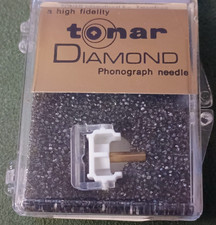 a high fidelity
tonar
DIAMOND
Phonograph needle